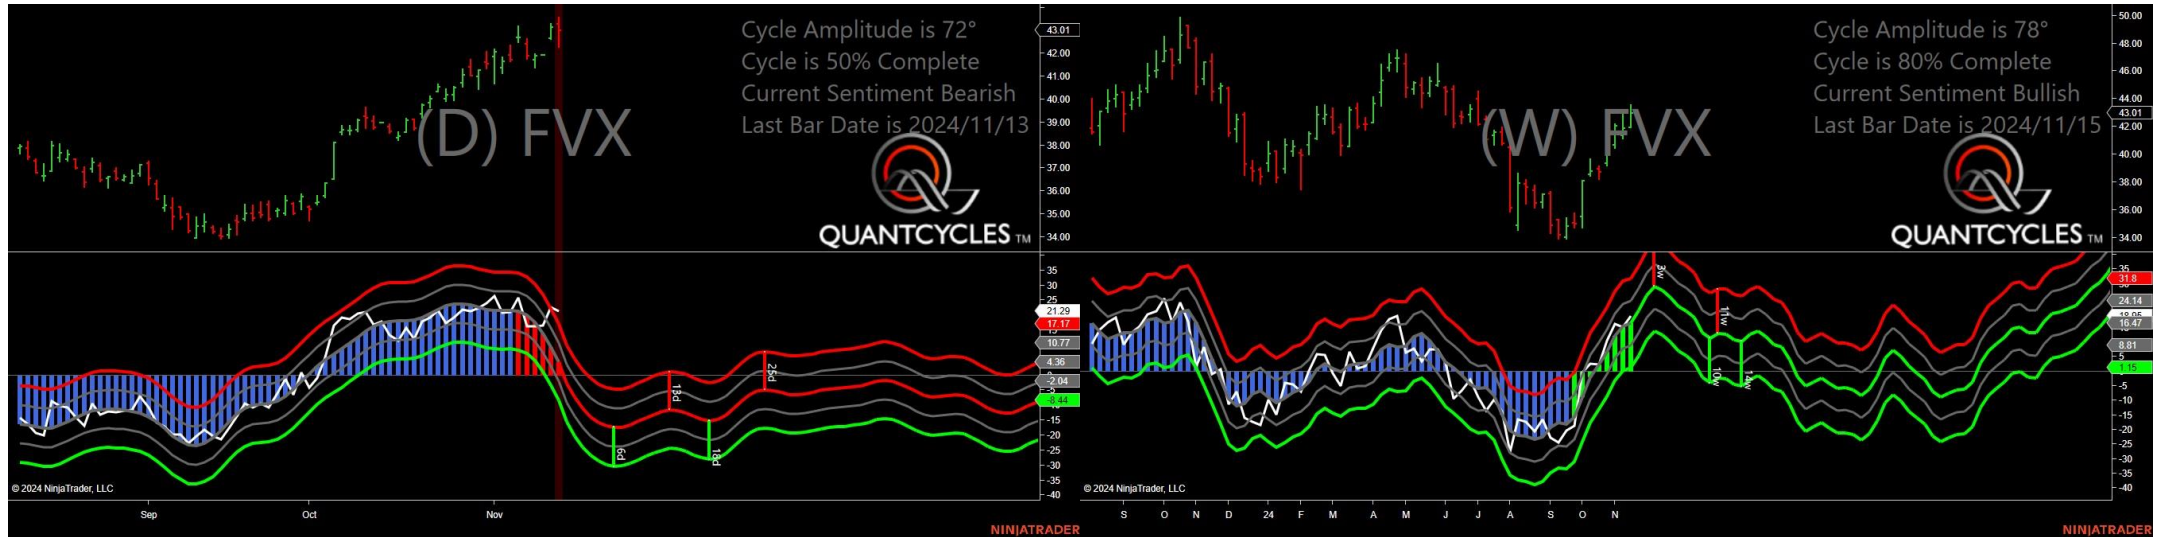 Cycle Amplitude is 72°
Cycle is 50% Complete
Current Sentiment Bearish
Last Bar Date is 2024/11/13
(D) FVX
QUANTCYCLES TM
43.01
42.00
41.00
40.00
39.00
38.00
37.00
36.00
35.00
34.00
35
30
25
21.29
17.17
15
10.77
4.36
-2.04
-8.44
-15
-20
-25
-30
-35
-40
6d
13d
18d
25d
© 2024 NinjaTrader, LLC
Sep Oct Nov
NINJATRADER
Cycle Amplitude is 78°
Cycle is 80% Complete
Current Sentiment Bullish
Last Bar Date is 2024/11/15
(W) FVX
QUANTCYCLES TM
50.00
48.00
46.00
44.00
43.01
42.00
40.00
38.00
36.00
34.00
35
31.8
24.14
18.95
16.47
8.81
5
1.15
-5
-10
-15
-20
-25
-30
-35
-40
3w
10w
11w
14w
© 2024 NinjaTrader, LLC
S O N D 24 F M A M J J A S O N
NINJATRADER